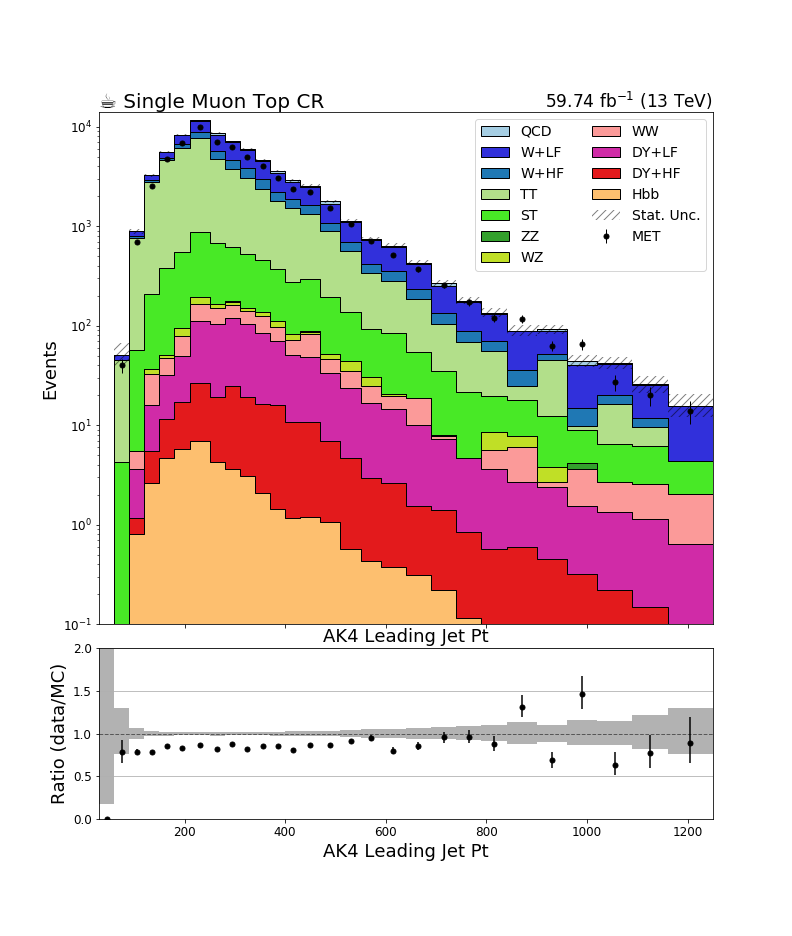 ☕ Single Muon Top CR 59.74 fb⁻¹ (13 TeV)
QCD WW
W+LF DY+LF
W+HF DY+HF
TT Hbb
ST Stat. Unc.
ZZ MET
WZ
Events
10⁴
10³
10²
10¹
10⁰
10⁻¹
AK4 Leading Jet Pt
Ratio (data/MC)
2.0
1.5
1.0
0.5
0.0
200 400 600 800 1000 1200
AK4 Leading Jet Pt